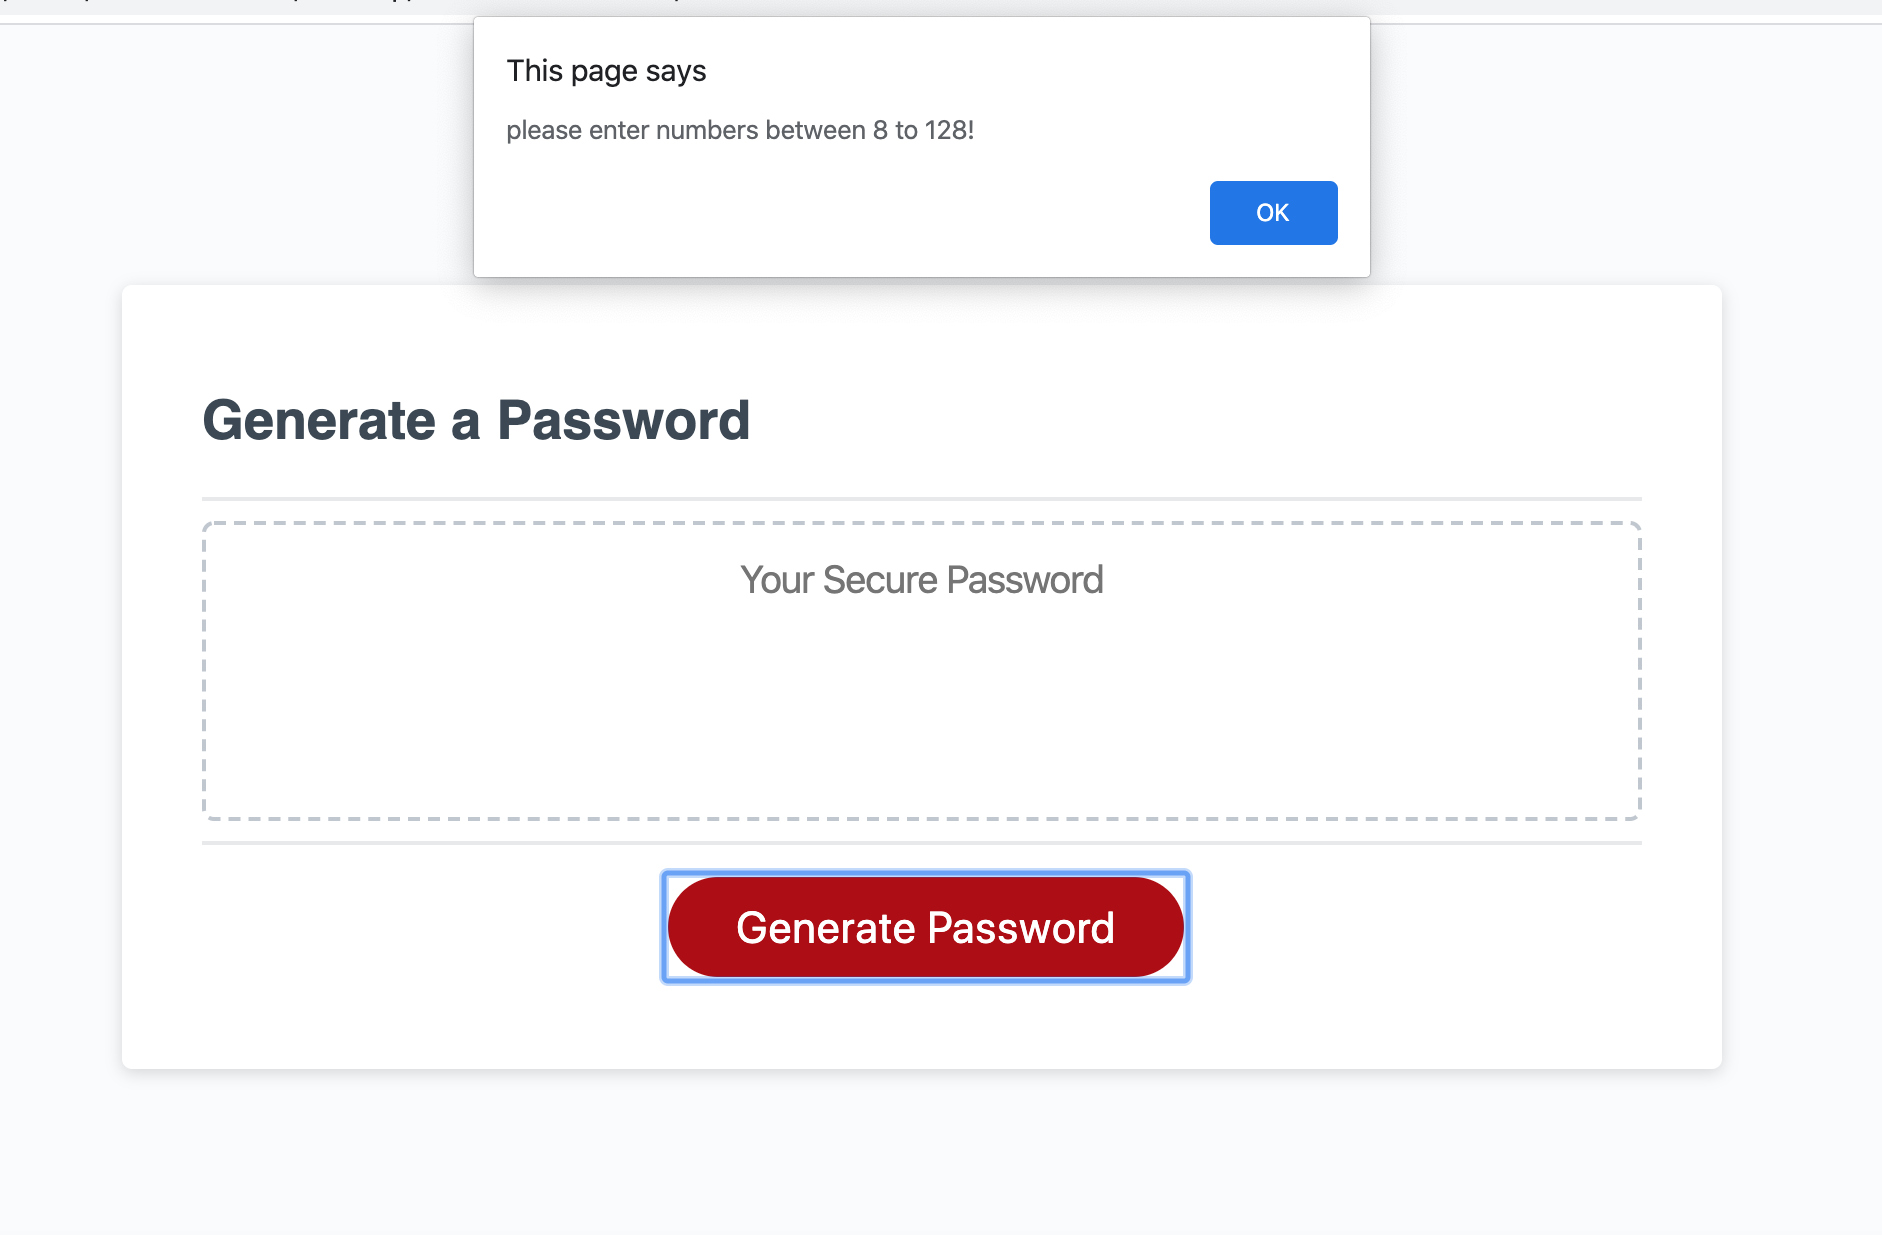 This page says
please enter numbers between 8 to 128!
OK
Generate a Password
Your Secure Password
Generate Password